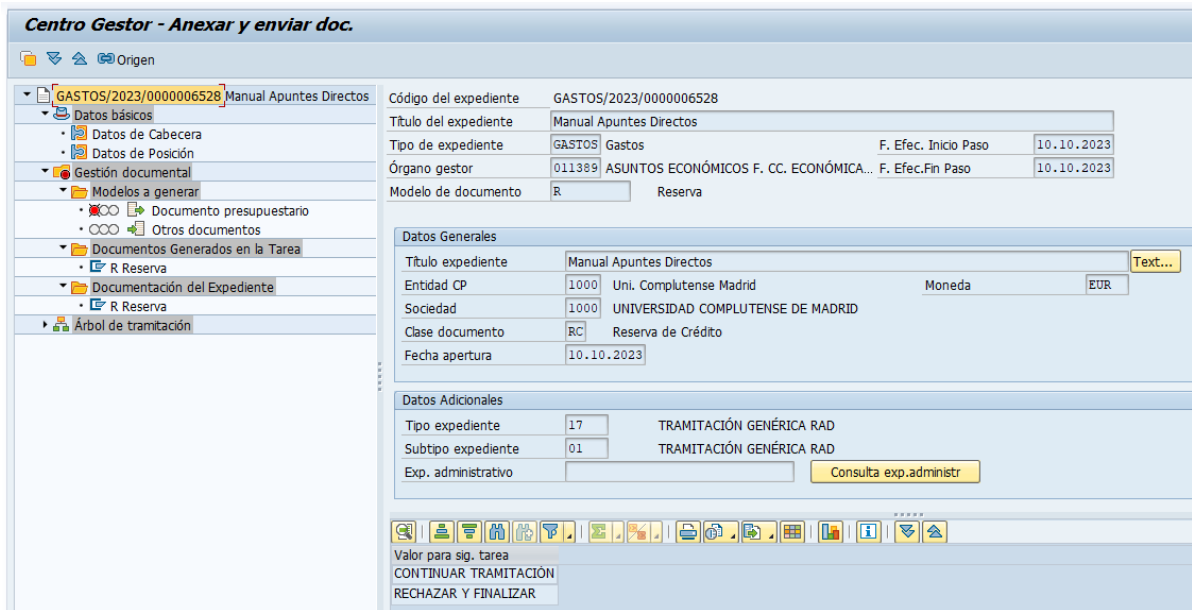 Centro Gestor - Anexar y enviar doc.
Origen
GASTOS/2023/0000006528 Manual Apuntes Directos
Datos básicos
Datos de Cabecera
Datos de Posición
Gestión documental
Modelos a generar
Documento presupuestario
Otros documentos
Documentos Generados en la Tarea
R Reserva
Documentación del Expediente
R Reserva
Árbol de tramitación
Código del expediente GASTOS/2023/0000006528
Título del expediente Manual Apuntes Directos
Tipo de expediente GASTOS Gastos F. Efec. Inicio Paso 10.10.2023
Órgano gestor 011389 ASUNTOS ECONÓMICOS F. CC. ECONÓMICA... F. Efec.Fin Paso 10.10.2023
Modelo de documento R Reserva
Datos Generales
Título expediente Manual Apuntes Directos Text...
Entidad CP 1000 Uni. Complutense Madrid Moneda EUR
Sociedad 1000 UNIVERSIDAD COMPLUTENSE DE MADRID
Clase documento RC Reserva de Crédito
Fecha apertura 10.10.2023
Datos Adicionales
Tipo expediente 17 TRAMITACIÓN GENÉRICA RAD
Subtipo expediente 01 TRAMITACIÓN GENÉRICA RAD
Exp. administrativo Consulta exp.administr
Valor para sig. tarea
CONTINUAR TRAMITACIÓN
RECHAZAR Y FINALIZAR